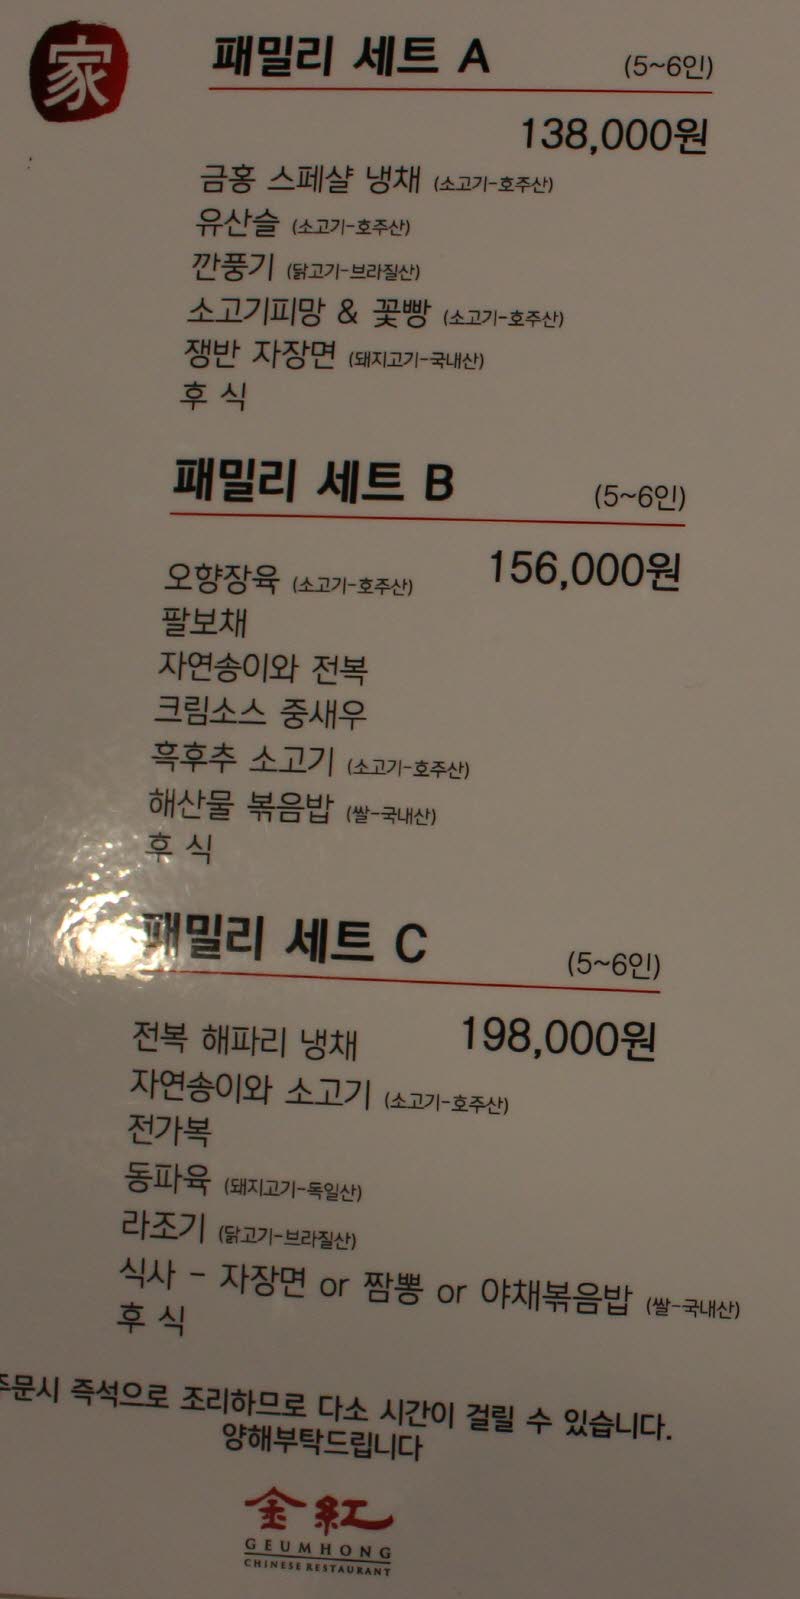 家
패밀리 세트 A (5~6인)
138,000원
금홍 스페샬 냉채 (소고기-호주산)
유산슬 (소고기-호주산)
깐풍기 (닭고기-브라질산)
소고기피망 & 꽃빵 (소고기-호주산)
쟁반 자장면 (돼지고기-국내산)
후 식
패밀리 세트 B (5~6인)
156,000원
오향장육 (소고기-호주산)
팔보채
자연송이와 전복
크림소스 중새우
흑후추 소고기 (소고기-호주산)
해산물 볶음밥 (쌀-국내산)
후 식
패밀리 세트 C (5~6인)
198,000원
전복 해파리 냉채
자연송이와 소고기 (소고기-호주산)
전가복
동파육 (돼지고기-독일산)
라조기 (닭고기-브라질산)
식사 - 자장면 or 짬뽕 or 야채볶음밥 (쌀-국내산)
후 식
주문시 즉석으로 조리하므로 다소 시간이 걸릴 수 있습니다.
양해부탁드립니다
金紅
GEUMHONG
CHINESE RESTAURANT